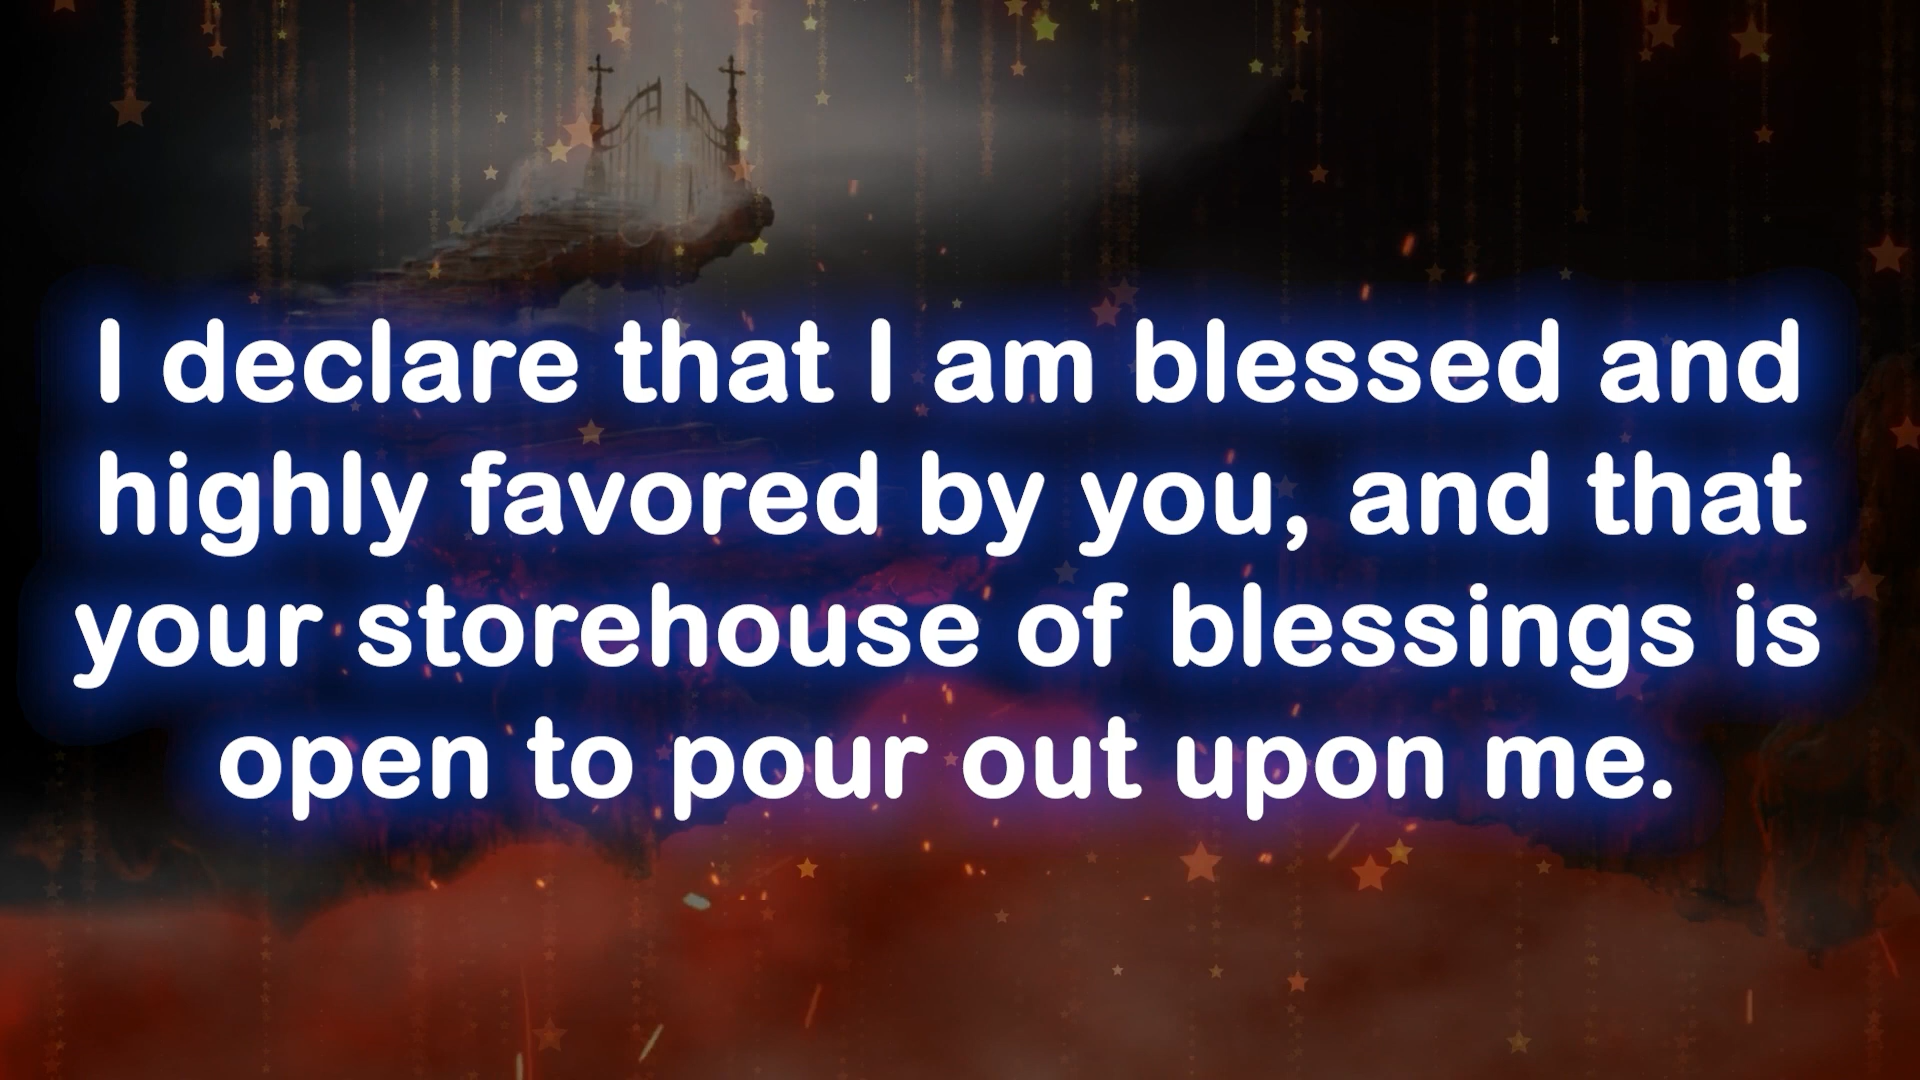 I declare that I am blessed and
highly favored by you, and that
your storehouse of blessings is
open to pour out upon me.